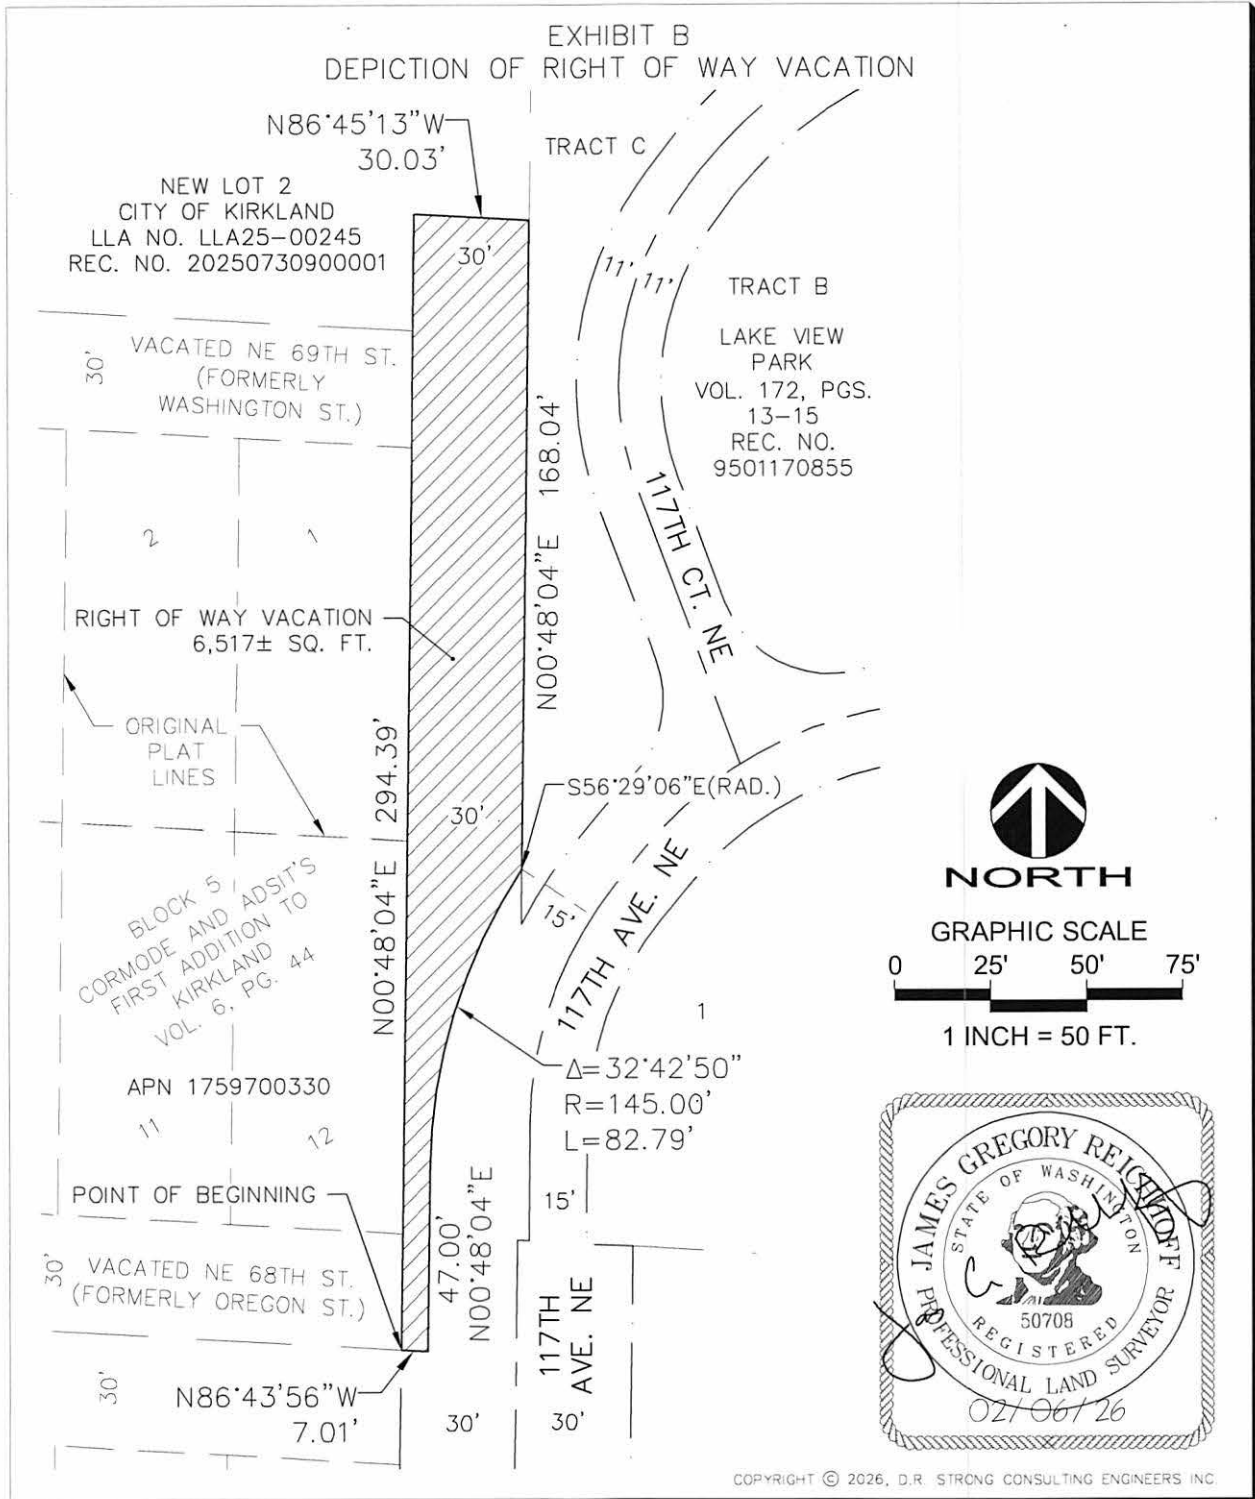 EXHIBIT B
DEPICTION OF RIGHT OF WAY VACATION
N86°45'13"W
30.03'
TRACT C
NEW LOT 2
CITY OF KIRKLAND
LLA NO. LLA25-00245
REC. NO. 20250730900001
30'
11'
11'
TRACT B
LAKE VIEW
PARK
VOL. 172, PGS.
13-15
REC. NO.
9501170855
30'
VACATED NE 69TH ST.
(FORMERLY
WASHINGTON ST.)
N00°48'04"E 168.04'
117TH CT. NE
2
1
RIGHT OF WAY VACATION
6,517± SQ. FT.
ORIGINAL
PLAT
LINES
N00°48'04"E 294.39'
30'
S56°29'06"E(RAD.)
15'
117TH AVE. NE
NORTH
GRAPHIC SCALE
0 25' 50' 75'
1 INCH = 50 FT.
BLOCK 5
CORMODE AND ADSIT'S
FIRST ADDITION TO
KIRKLAND
VOL. 6, PG. 44
1
Δ=32°42'50"
R=145.00'
L=82.79'
APN 1759700330
11
12
POINT OF BEGINNING
15'
47.00'
N00°48'04"E
30'
VACATED NE 68TH ST.
(FORMERLY OREGON ST.)
117TH
AVE. NE
30'
N86°43'56"W
7.01'
30'
30'
JAMES GREGORY REICHHOFF
STATE OF WASHINGTON
50708
REGISTERED
PROFESSIONAL LAND SURVEYOR
02/06/26
COPYRIGHT © 2026, D.R. STRONG CONSULTING ENGINEERS INC.